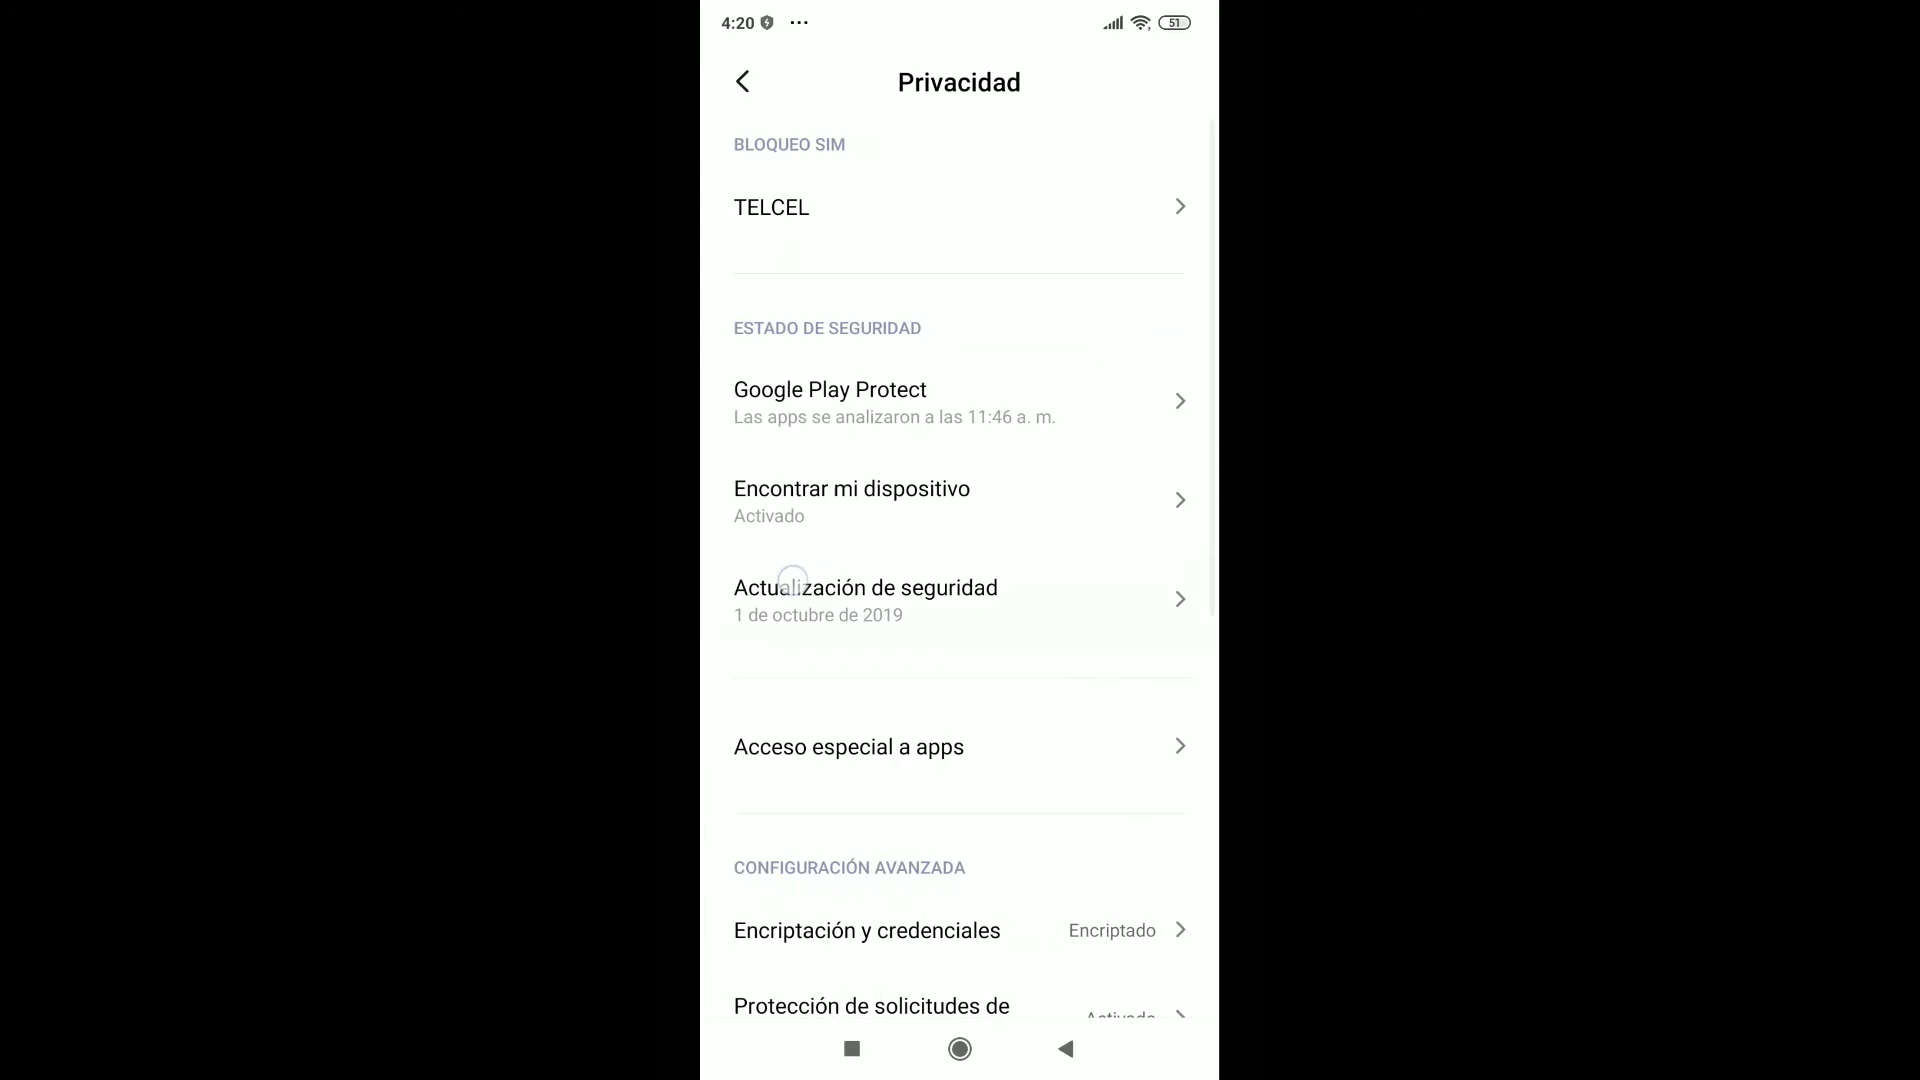 4:20 ... 51
Privacidad
BLOQUEO SIM
TELCEL
ESTADO DE SEGURIDAD
Google Play Protect
Las apps se analizaron a las 11:46 a. m.
Encontrar mi dispositivo
Activado
Actualización de seguridad
1 de octubre de 2019
Acceso especial a apps
CONFIGURACIÓN AVANZADA
Encriptación y credenciales Encriptado
Protección de solicitudes de Activado